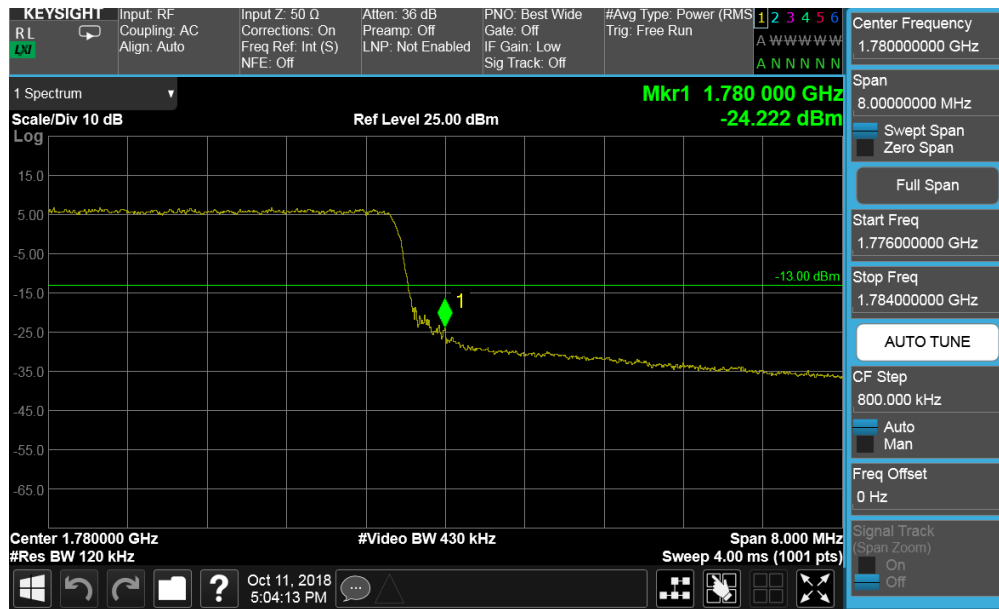 KEYSIGHT
RL
LXI
Input: RF
Coupling: AC
Align: Auto
Input Z: 50 Ω
Corrections: On
Freq Ref: Int (S)
NFE: Off
Atten: 36 dB
Preamp: Off
LNP: Not Enabled
PNO: Best Wide
Gate: Off
IF Gain: Low
Sig Track: Off
#Avg Type: Power (RMS
Trig: Free Run
1 2 3 4 5 6
A W W W W W
A N N N N N
1 Spectrum
Mkr1 1.780 000 GHz
Scale/Div 10 dB
Ref Level 25.00 dBm
-24.222 dBm
Log
15.0
5.00
-5.00
-13.00 dBm
-15.0
1
-25.0
-35.0
-45.0
-55.0
-65.0
Center 1.780000 GHz
#Video BW 430 kHz
Span 8.000 MHz
#Res BW 120 kHz
Sweep 4.00 ms (1001 pts)
?
Oct 11, 2018
5:04:13 PM
Center Frequency
1.780000000 GHz
Span
8.00000000 MHz
Swept Span
Zero Span
Full Span
Start Freq
1.776000000 GHz
Stop Freq
1.784000000 GHz
AUTO TUNE
CF Step
800.000 kHz
Auto
Man
Freq Offset
0 Hz
Signal Track
(Span Zoom)
On
Off